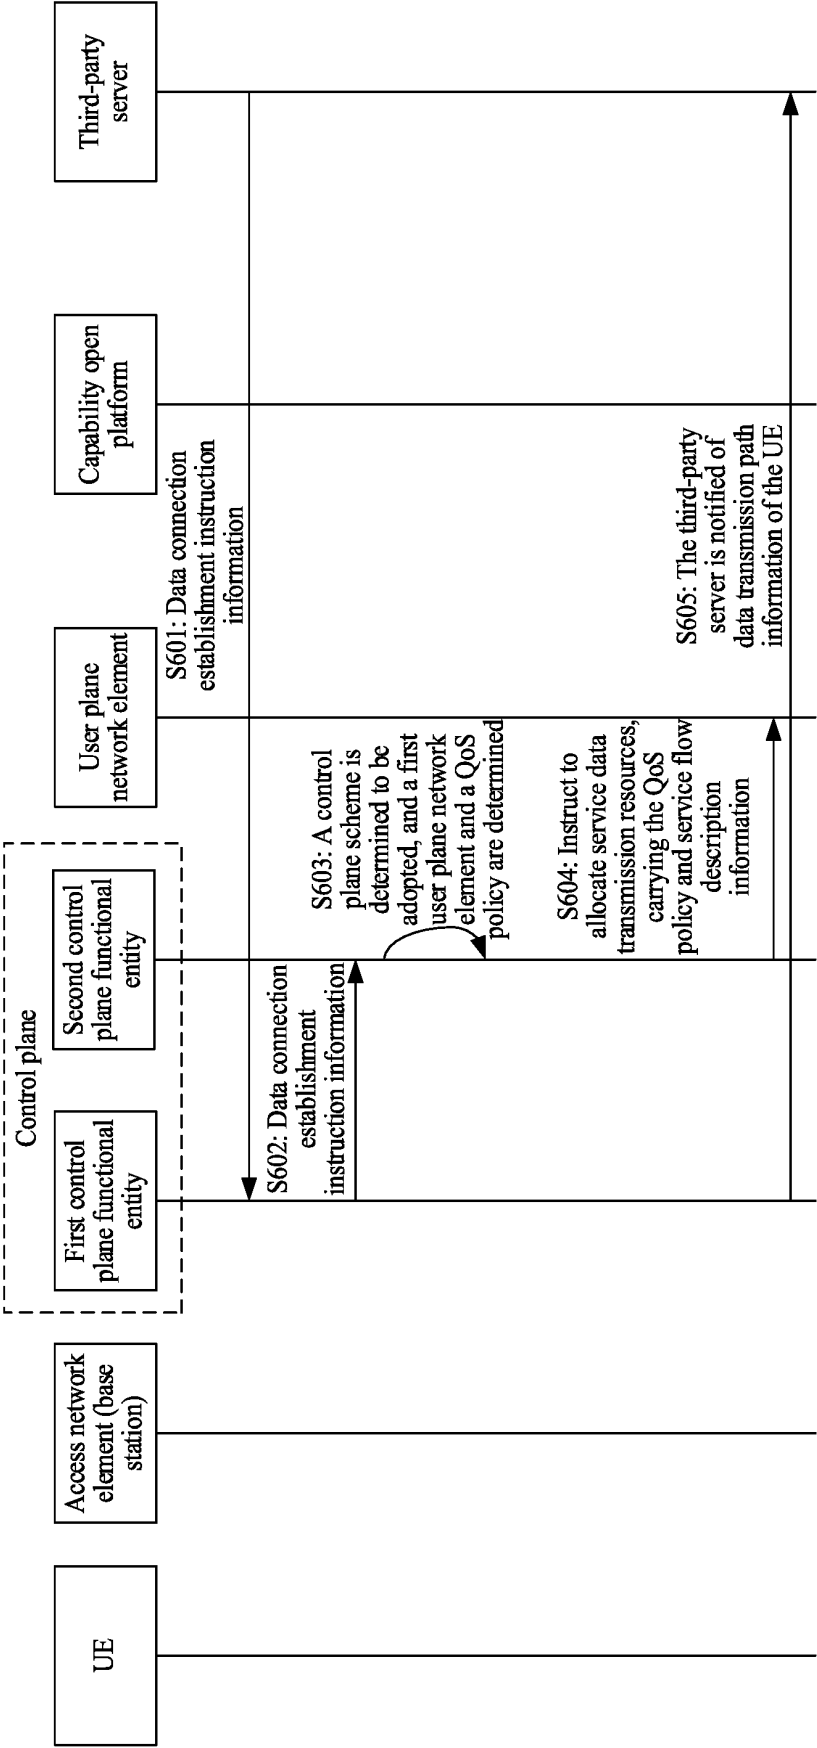 Control plane
UE
Access network
element (base
station)
First control
plane functional
entity
Second control
plane functional
entity
User plane
network element
Capability open
platform
Third-party
server
S601: Data connection
establishment instruction
information
S602: Data connection
establishment
instruction information
S603: A control
plane scheme is
determined to be
adopted, and a first
user plane network
element and a QoS
policy are determined
S604: Instruct to
allocate service data
transmission resources,
carrying the QoS
policy and service flow
description
information
S605: The third-party
server is notified of
data transmission path
information of the UE